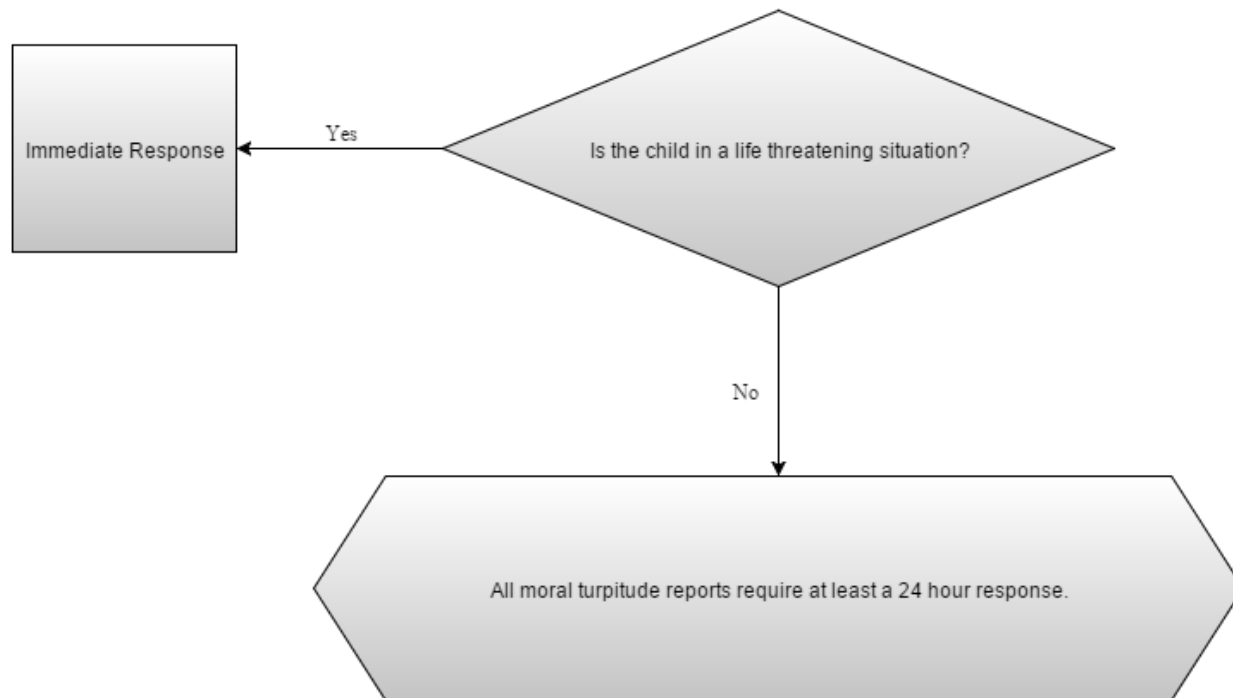 Is the child in a life threatening situation?
Yes
Immediate Response
No
All moral turpitude reports require at least a 24 hour response.